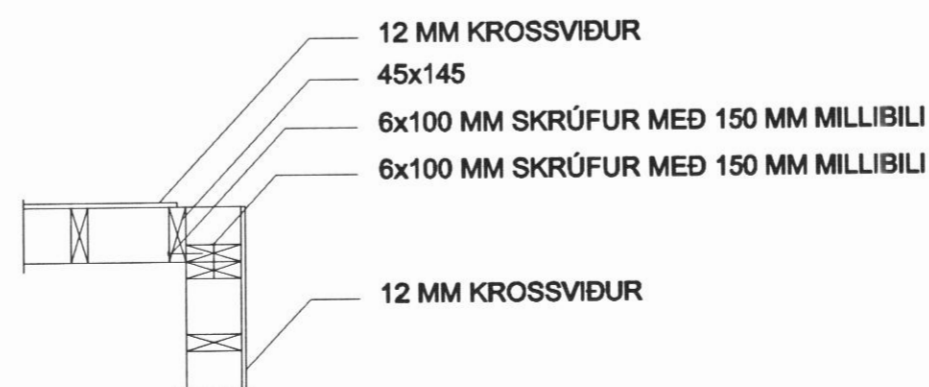 12 MM KROSSVIÐUR
45x145
6x100 MM SKRÚFUR MEÐ 150 MM MILLIBILI
6x100 MM SKRÚFUR MEÐ 150 MM MILLIBILI
12 MM KROSSVIÐUR